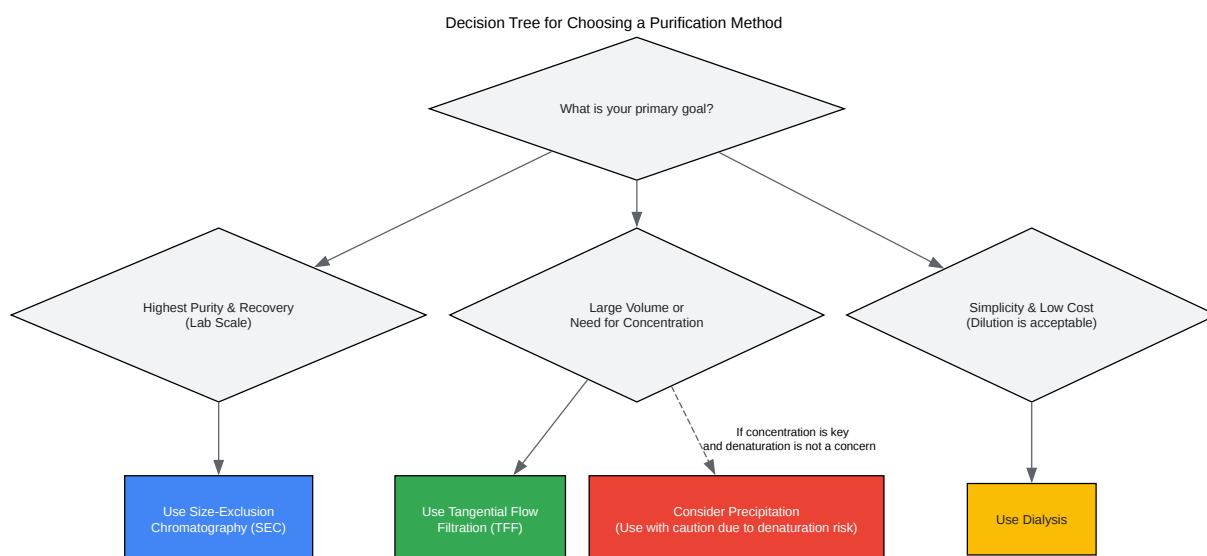 Decision Tree for Choosing a Purification Method
What is your primary goal?
Highest Purity & Recovery
(Lab Scale)
Large Volume or
Need for Concentration
Simplicity & Low Cost
(Dilution is acceptable)
If concentration is key
and denaturation is not a concern
Use Size-Exclusion
Chromatography (SEC)
Use Tangential Flow
Filtration (TFF)
Consider Precipitation
(Use with caution due to denaturation risk)
Use Dialysis